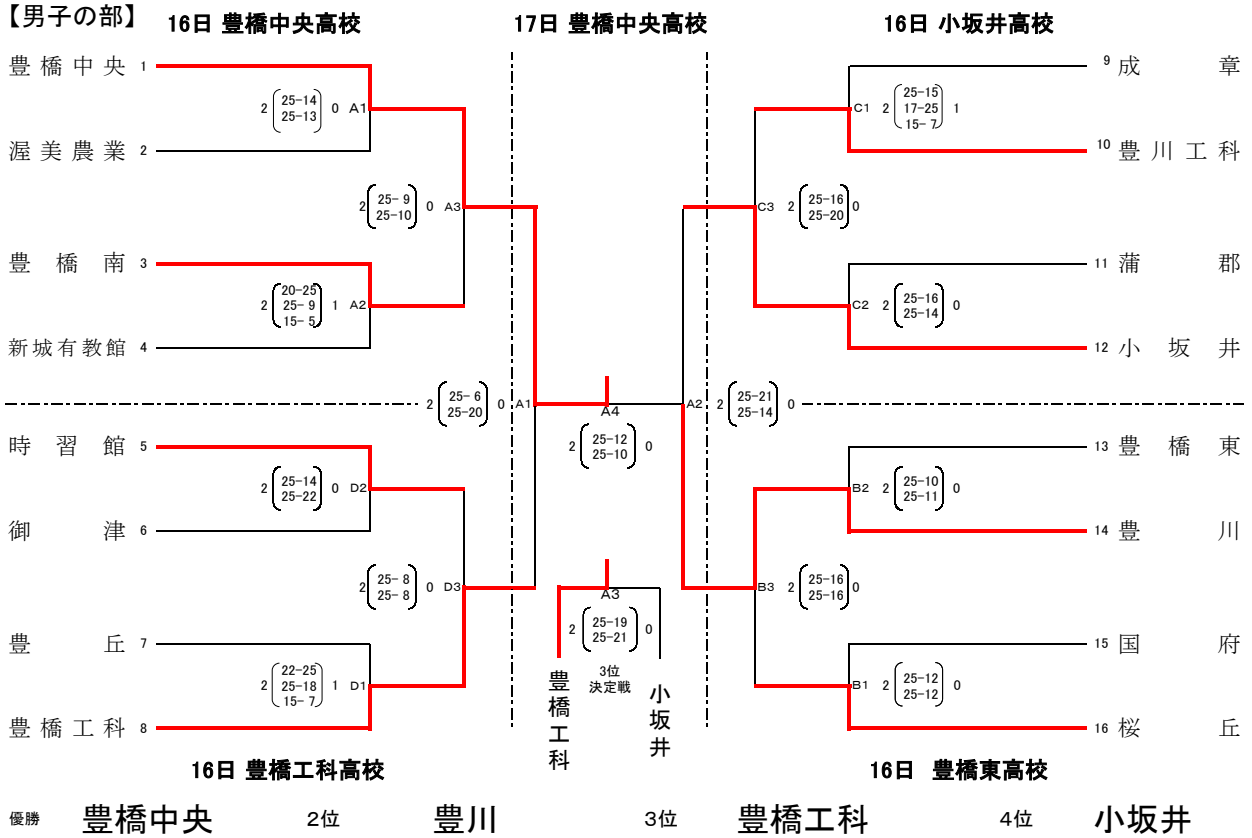 【男子の部】 16日 豊橋中央高校 17日 豊橋中央高校 16日 小坂井高校
豊橋中央 1
2 25-14 0 A1
25-13
渥美農業 2
2 25- 9 0 A3
25-10
豊橋南 3
20-25
2 25- 9 1 A2
15- 5
新城有教館 4
2 25- 6 0 A1
25-20
時習館 5
2 25-14 0 D2
25-22
御津 6
2 25- 8 0 D3
25- 8
豊丘 7
22-25
2 25-18 1 D1
15- 7
豊橋工科 8
16日 豊橋工科高校
A4
2 25-12 0
25-10
A3
2 25-19 0
25-21
3位
決定戦
豊橋工科
小坂井
9 成章
25-15
C1 2 17-25 1
15- 7
10 豊川工科
C3 2 25-16 0
25-20
11 蒲郡
C2 2 25-16 0
25-14
12 小坂井
A2 2 25-21 0
25-14
13 豊橋東
B2 2 25-10 0
25-11
14 豊川
B3 2 25-16 0
25-16
15 国府
B1 2 25-12 0
25-12
16 桜丘
16日 豊橋東高校
優勝 豊橋中央 2位 豊川 3位 豊橋工科 4位 小坂井